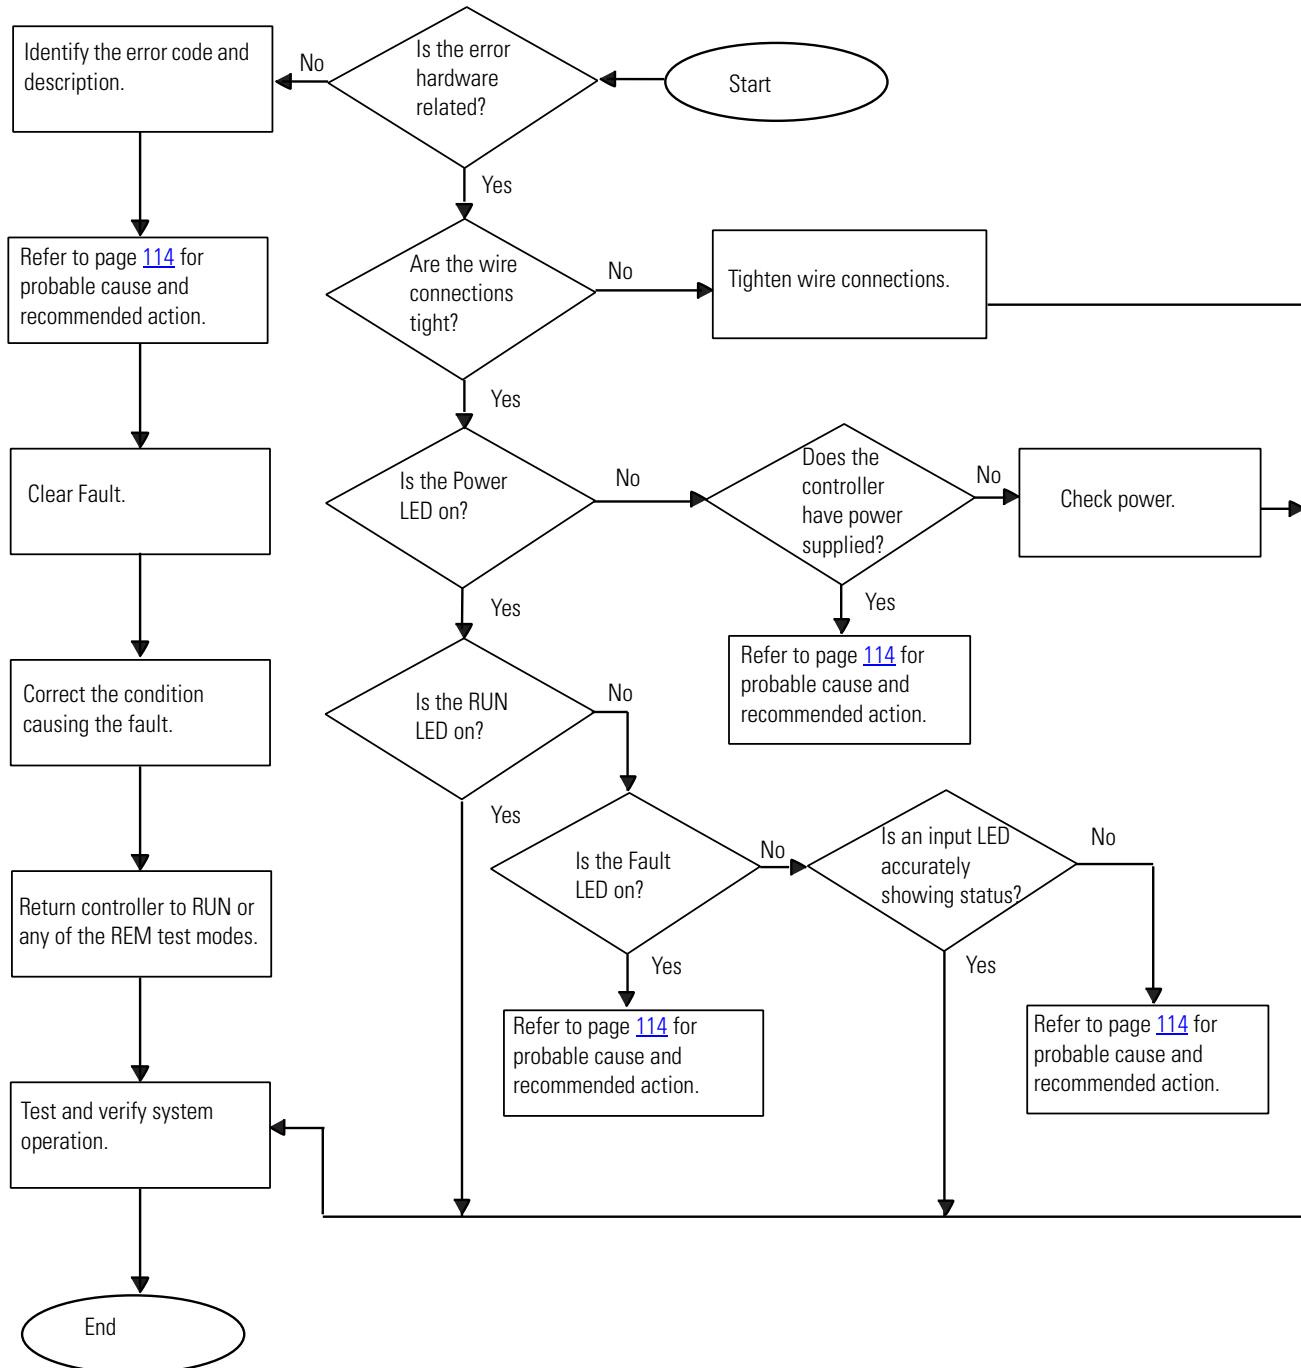 Identify the error code and
description.
No
Is the error
hardware
related?
Start
Yes
Refer to page 114 for
probable cause and
recommended action.
Are the wire
connections
tight?
No
Tighten wire connections.
Yes
Clear Fault.
Is the Power
LED on?
No
Does the
controller
have power
supplied?
No
Check power.
Yes
Yes
Refer to page 114 for
probable cause and
recommended action.
Correct the condition
causing the fault.
Is the RUN
LED on?
No
Yes
Is the Fault
LED on?
No
Is an input LED
accurately
showing status?
No
Return controller to RUN or
any of the REM test modes.
Yes
Yes
Refer to page 114 for
probable cause and
recommended action.
Refer to page 114 for
probable cause and
recommended action.
Test and verify system
operation.
End